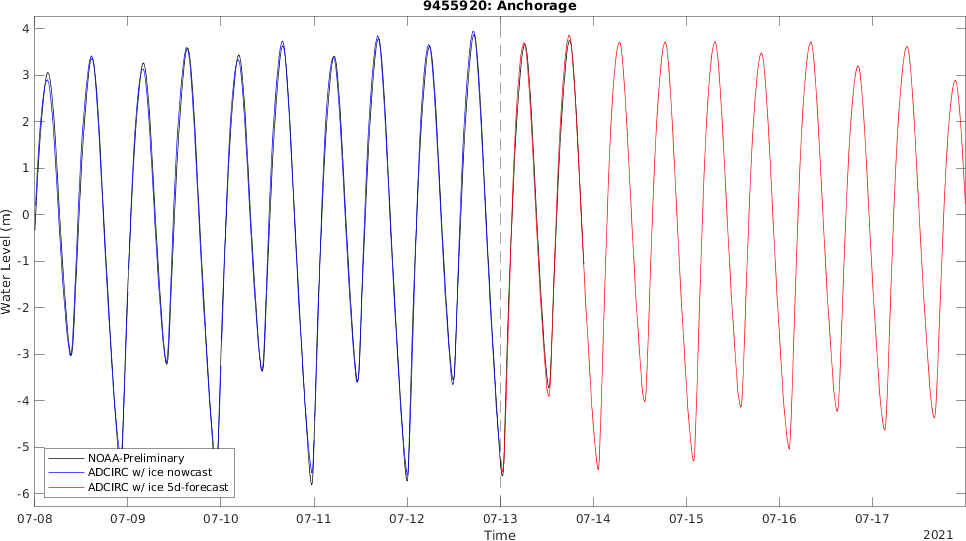 9455920: Anchorage
4
3
2
1
0
-1
-2
-3
-4
-5
-6
Water Level (m)
NOAA-Preliminary
ADCIRC w/ ice nowcast
ADCIRC w/ ice 5d-forecast
07-08 07-09 07-10 07-11 07-12 07-13 07-14 07-15 07-16 07-17
Time
2021